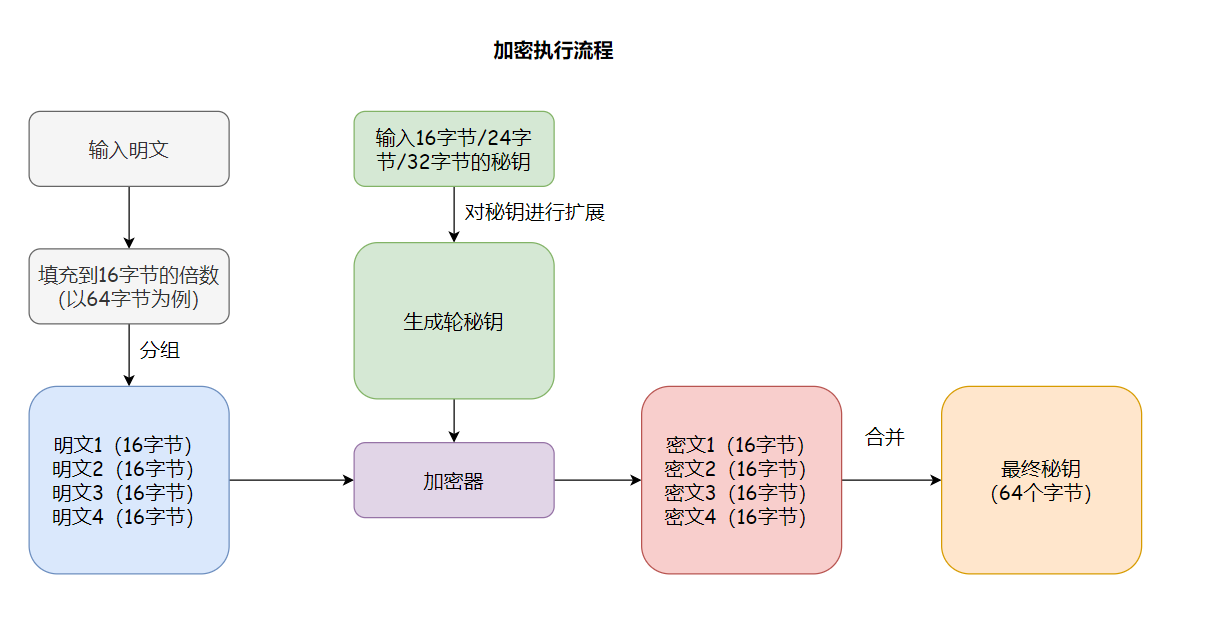 加密执行流程
输入明文
输入16字节/24字
节/32字节的秘钥
对秘钥进行扩展
填充到16字节的倍数
(以64字节为例)
生成轮秘钥
分组
明文1（16字节）
明文2（16字节）
明文3（16字节）
明文4（16字节）
加密器
密文1（16字节）
密文2（16字节）
密文3（16字节）
密文4（16字节）
合并
最终秘钥
（64个字节）